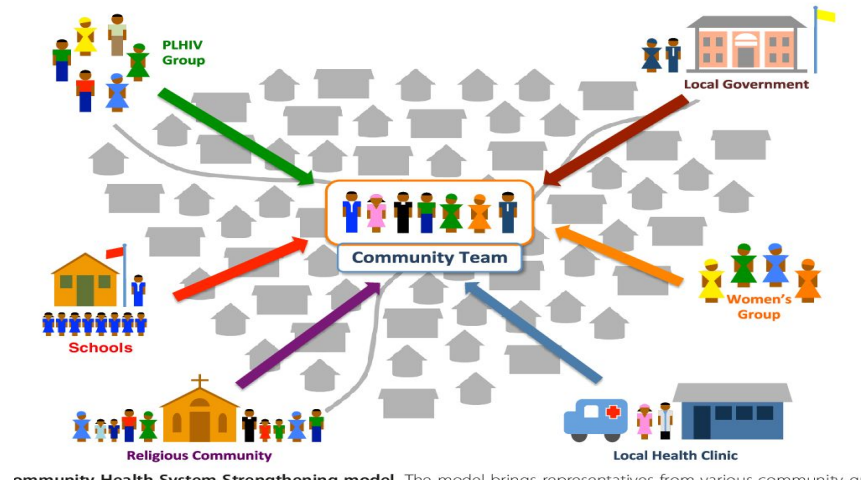 PLHIV
Group
Local Government
Community Team
Women's
Group
Schools
Religious Community
Local Health Clinic
ommunity Health System Strengthening model. The model brings representatives from various community